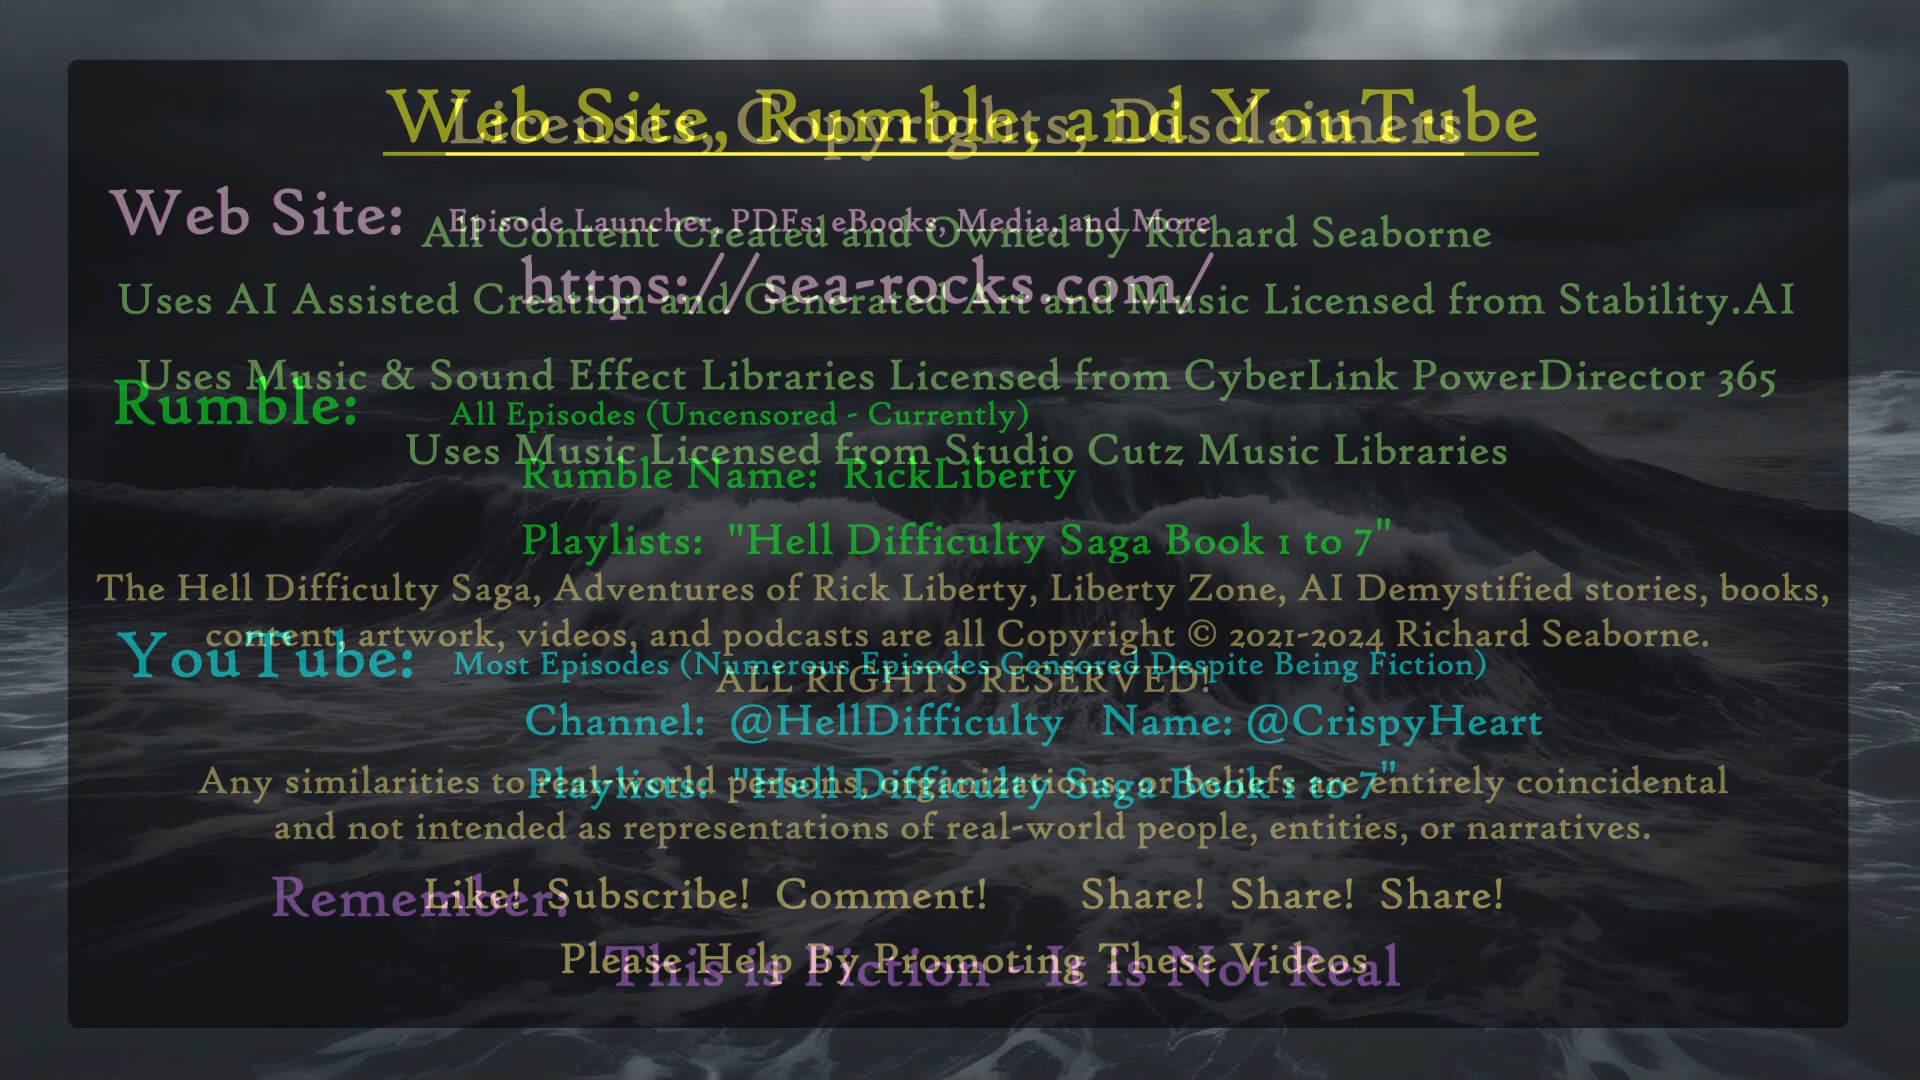 Web Site, Rumble, and YouTube
Licenses, Copyrights, Disclaimers
Web Site: Episode Launcher, PDFs, eBooks, Media, and More
All Content Created and Owned by Richard Seaborne
https://sea-rocks.com/
Uses AI Assisted Creation and Generated Art and Music Licensed from Stability.AI
Uses Music & Sound Effect Libraries Licensed from CyberLink PowerDirector 365
Rumble: All Episodes (Uncensored - Currently)
Uses Music Licensed from Studio Cutz Music Libraries
Rumble Name: RickLiberty
Playlists: "Hell Difficulty Saga Book 1 to 7"
The Hell Difficulty Saga, Adventures of Rick Liberty, Liberty Zone, AI Demystified stories, books,
content, artwork, videos, and podcasts are all Copyright © 2021-2024 Richard Seaborne.
YouTube: Most Episodes (Numerous Episodes Censored Despite Being Fiction)
ALL RIGHTS RESERVED!
Channel: @HellDifficulty Name: @CrispyHeart
Any similarities to real-world persons, organizations, or beliefs are entirely coincidental
Playlists: "Hell Difficulty Saga Book 1 to 7"
and not intended as representations of real-world people, entities, or narratives.
Like! Subscribe! Comment! Share! Share! Share!
Remember:
Please Help By Promoting These Videos
This is Fiction - It Is Not Real